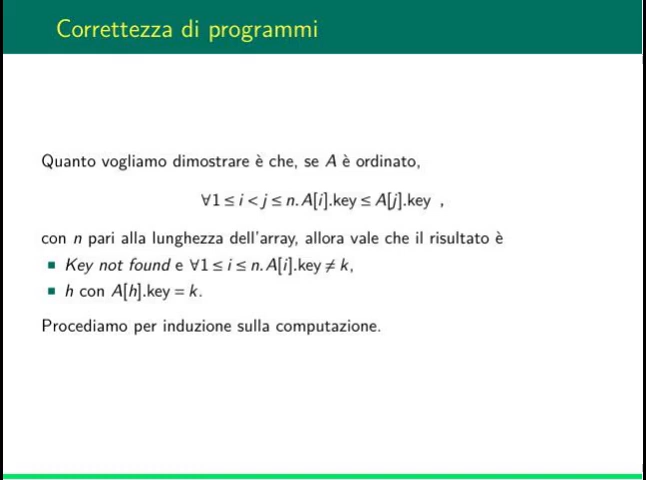 Correttezza di programmi
Quanto vogliamo dimostrare è che, se A è ordinato,
∀1 ≤ i < j ≤ n. A[i].key ≤ A[j].key ,
con n pari alla lunghezza dell'array, allora vale che il risultato è
▪ Key not found e ∀1 ≤ i ≤ n. A[i].key ≠ k,
▪ h con A[h].key = k.
Procediamo per induzione sulla computazione.